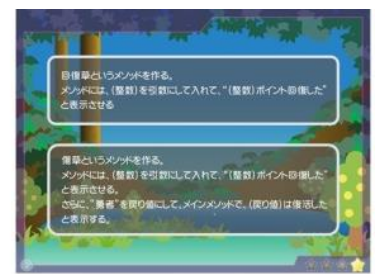 回復草というメソッドを作る。
メソッドには、(整数)を引数にして入れて、“(整数)ポイント回復した”
と表示させる
薬草というメソッドを作る。
メソッドには、(整数)を引数にして入れて、“(整数)ポイント回復した”
と表示させる。
さらに、“勇者”を戻り値にして、メインメソッドで、(戻り値)は復活した
と表示する。